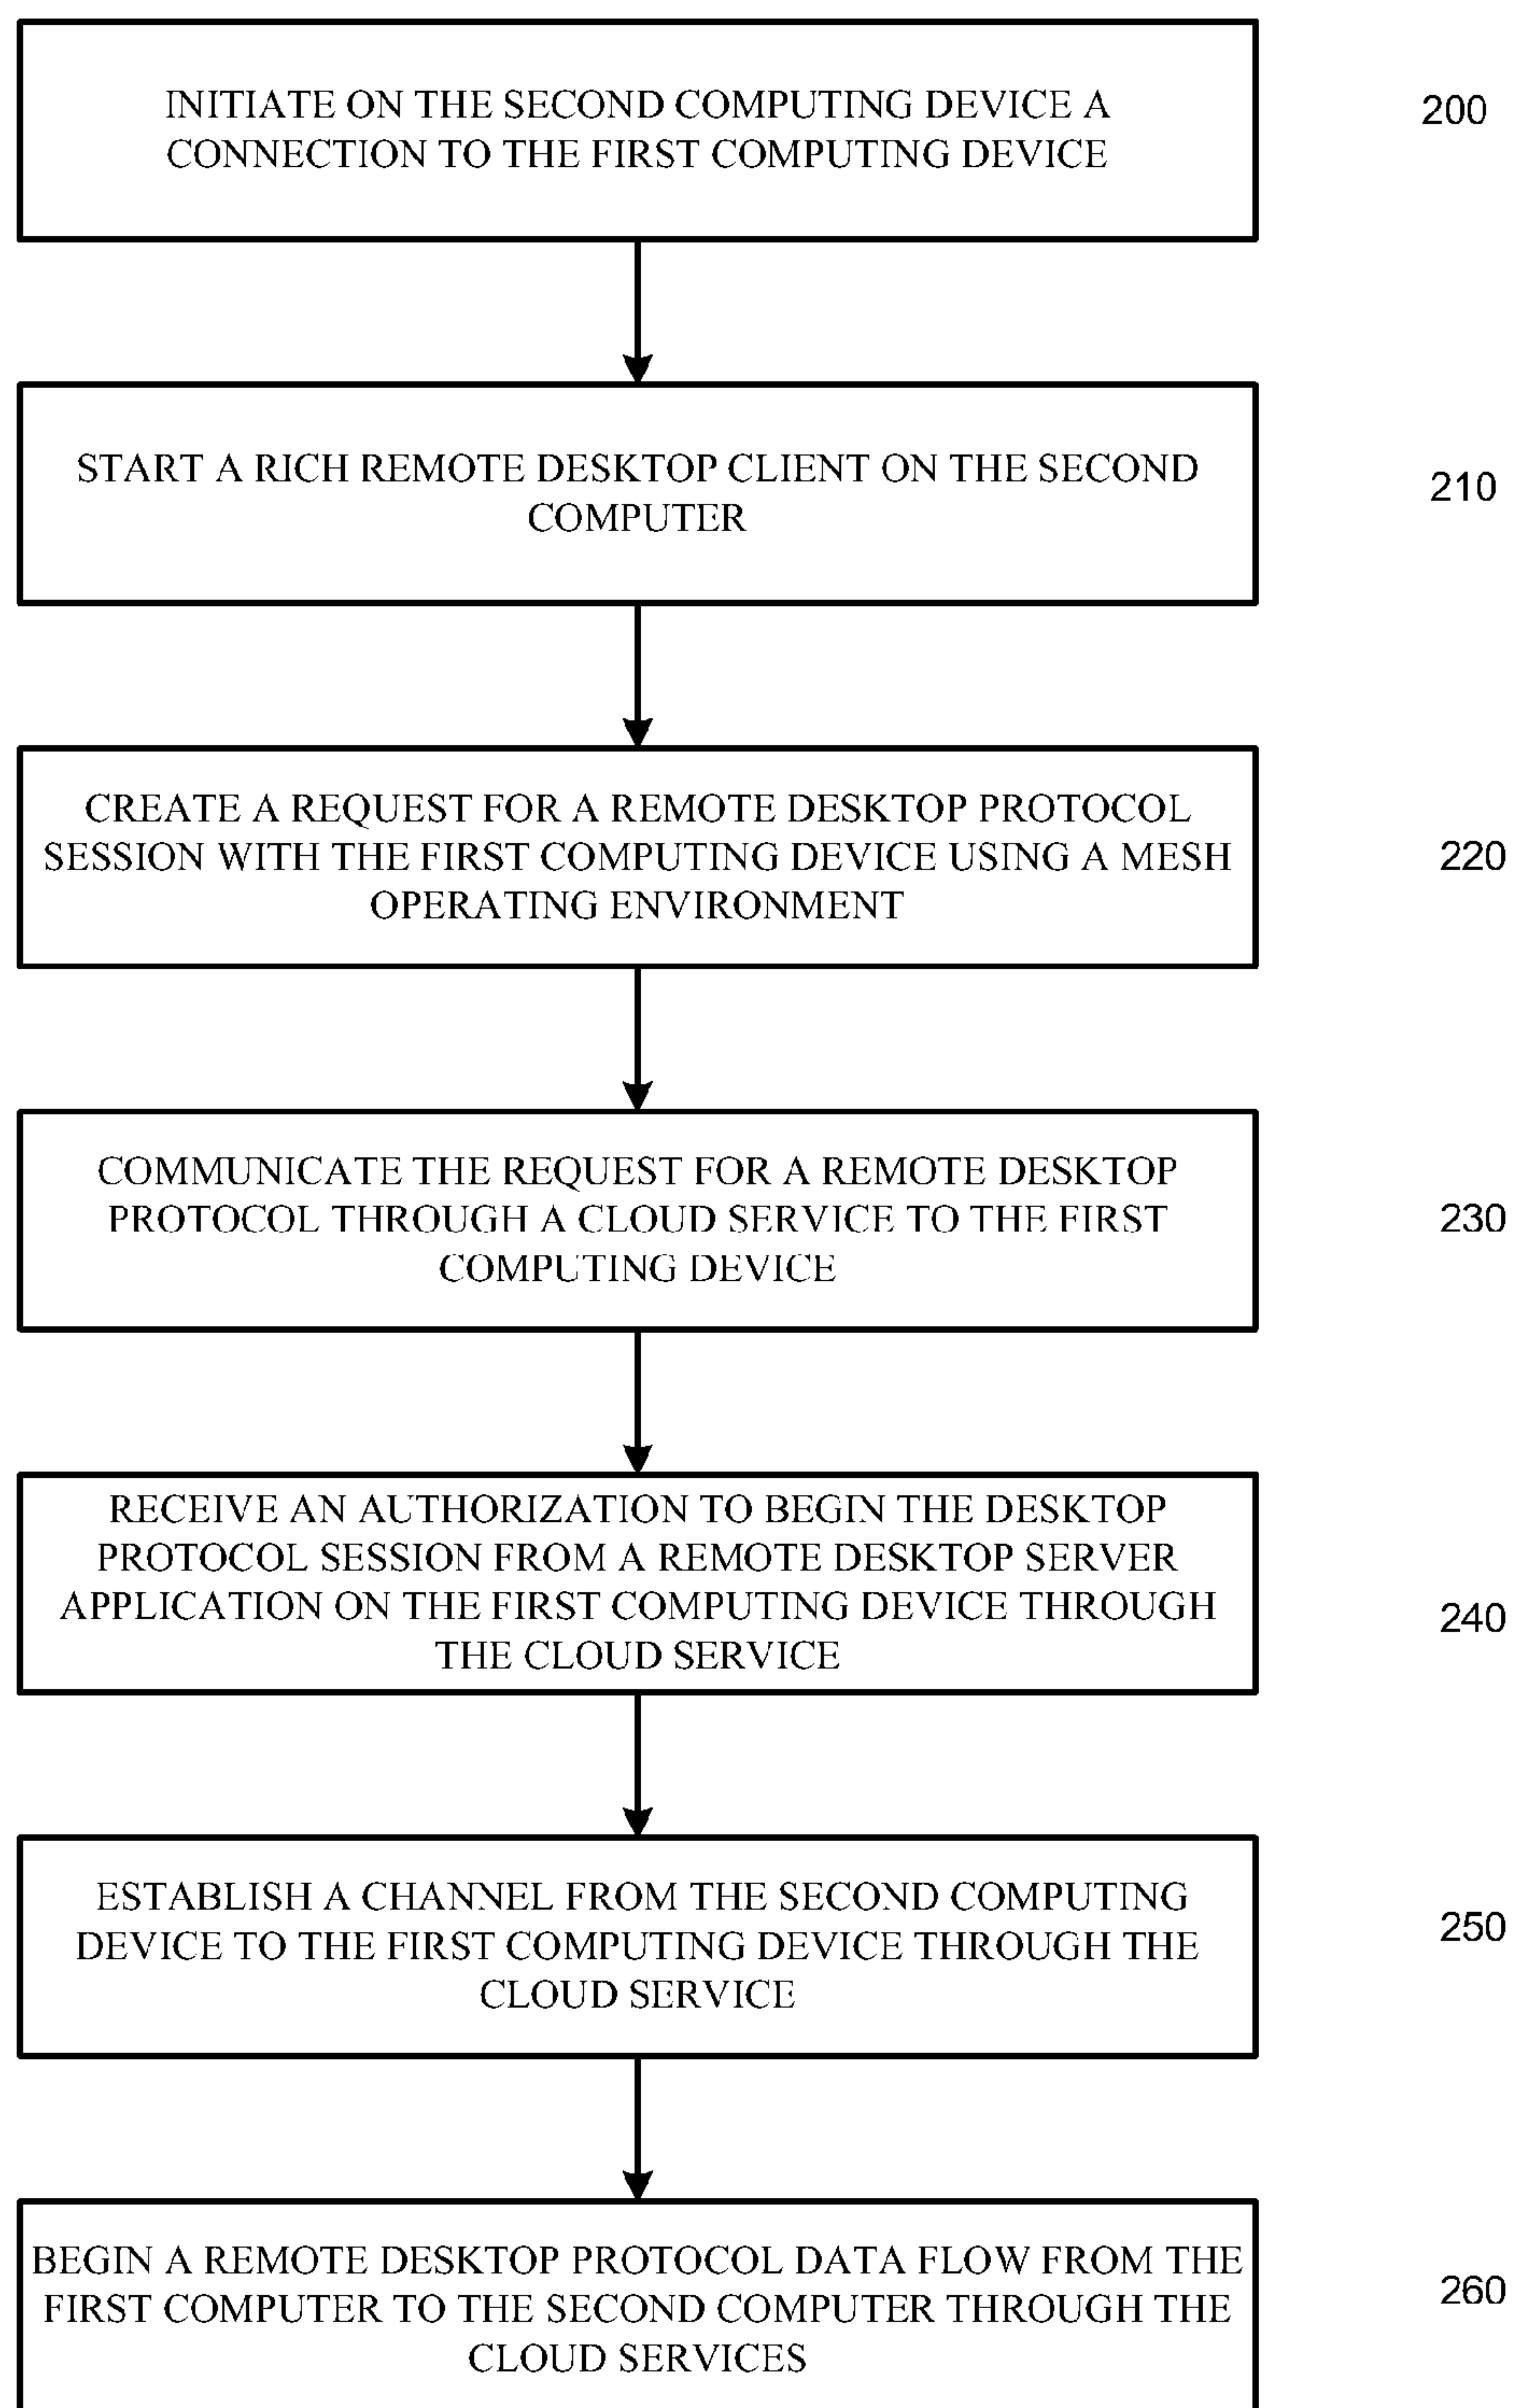 INITIATE ON THE SECOND COMPUTING DEVICE A
CONNECTION TO THE FIRST COMPUTING DEVICE
200
START A RICH REMOTE DESKTOP CLIENT ON THE SECOND
COMPUTER
210
CREATE A REQUEST FOR A REMOTE DESKTOP PROTOCOL
SESSION WITH THE FIRST COMPUTING DEVICE USING A MESH
OPERATING ENVIRONMENT
220
COMMUNICATE THE REQUEST FOR A REMOTE DESKTOP
PROTOCOL THROUGH A CLOUD SERVICE TO THE FIRST
COMPUTING DEVICE
230
RECEIVE AN AUTHORIZATION TO BEGIN THE DESKTOP
PROTOCOL SESSION FROM A REMOTE DESKTOP SERVER
APPLICATION ON THE FIRST COMPUTING DEVICE THROUGH
THE CLOUD SERVICE
240
ESTABLISH A CHANNEL FROM THE SECOND COMPUTING
DEVICE TO THE FIRST COMPUTING DEVICE THROUGH THE
CLOUD SERVICE
250
BEGIN A REMOTE DESKTOP PROTOCOL DATA FLOW FROM THE
FIRST COMPUTER TO THE SECOND COMPUTER THROUGH THE
CLOUD SERVICES
260